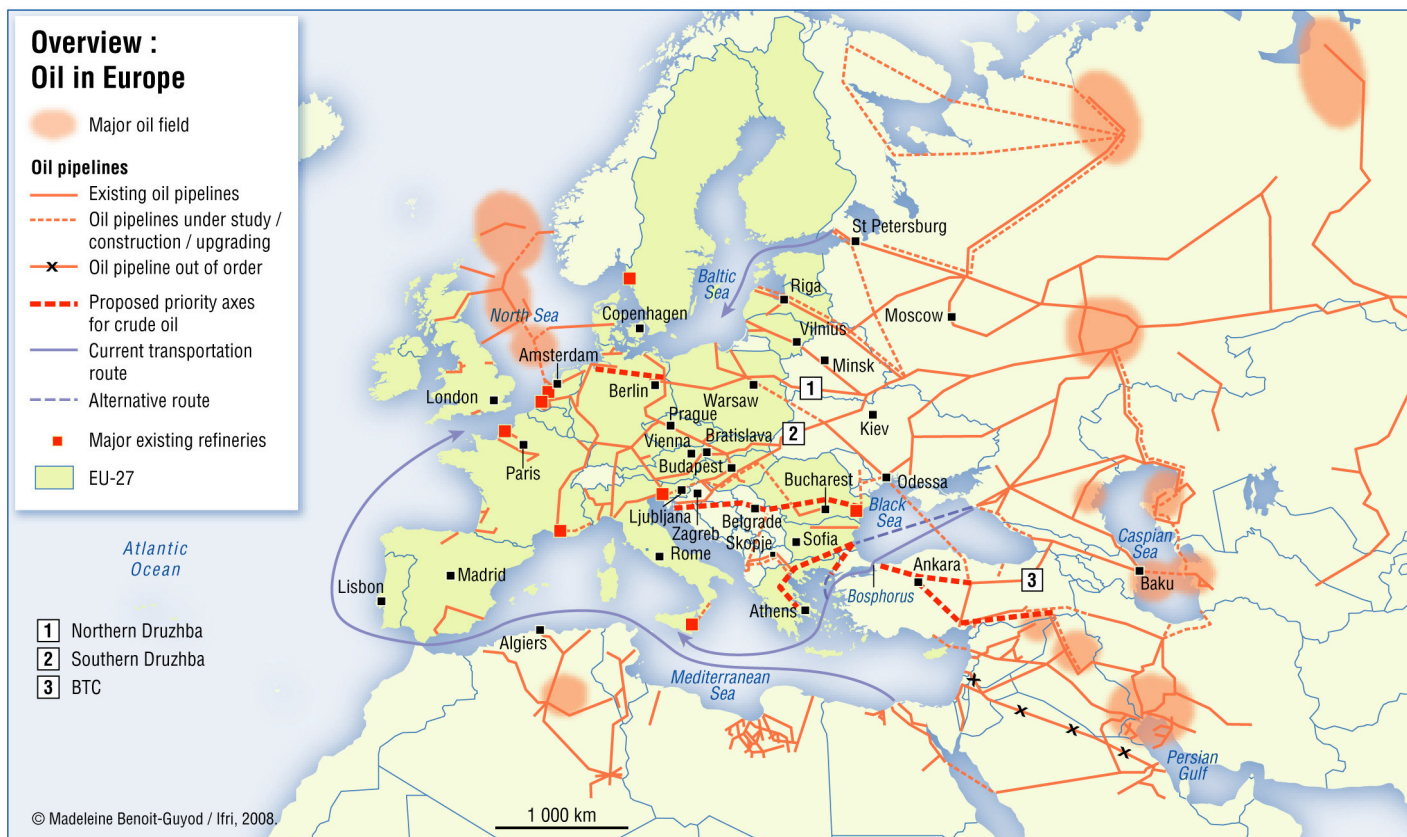 Overview :
Oil in Europe
Major oil field
Oil pipelines
Existing oil pipelines
Oil pipelines under study /
construction / upgrading
x
Oil pipeline out of order
Proposed priority axes
for crude oil
Current transportation
route
Alternative route
Major existing refineries
EU-27
Atlantic
Ocean
1 Northern Druzhba
2 Southern Druzhba
3 BTC
© Madeleine Benoit-Guyod / Ifri, 2008.
1 000 km
St Petersburg
Baltic
Sea
Riga
North Sea
Copenhagen
Moscow
Vilnius
Amsterdam
Minsk
London
Berlin
Warsaw
1
Prague
Kiev
2
Vienna
Bratislava
Paris
Budapest
Bucharest
Odessa
Ljubljana
Belgrade
Black
Sea
Zagreb
Skopje
Sofia
Caspian
Sea
Rome
Madrid
Ankara
3
Baku
Lisbon
Athens
Bosphorus
Algiers
Mediterranean
Sea
x
x
x
x
Persian
Gulf